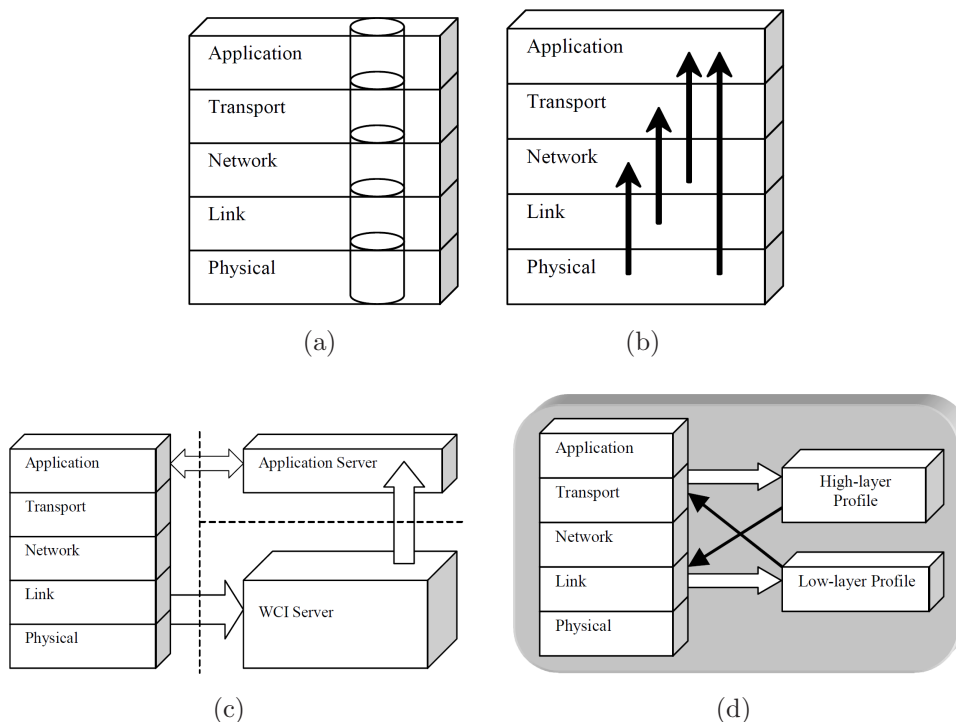 Application
Transport
Network
Link
Physical
(a)
Application
Transport
Network
Link
Physical
(b)
Application
Transport
Network
Link
Physical
Application Server
WCI Server
(c)
Application
Transport
Network
Link
Physical
High-layer
Profile
Low-layer Profile
(d)